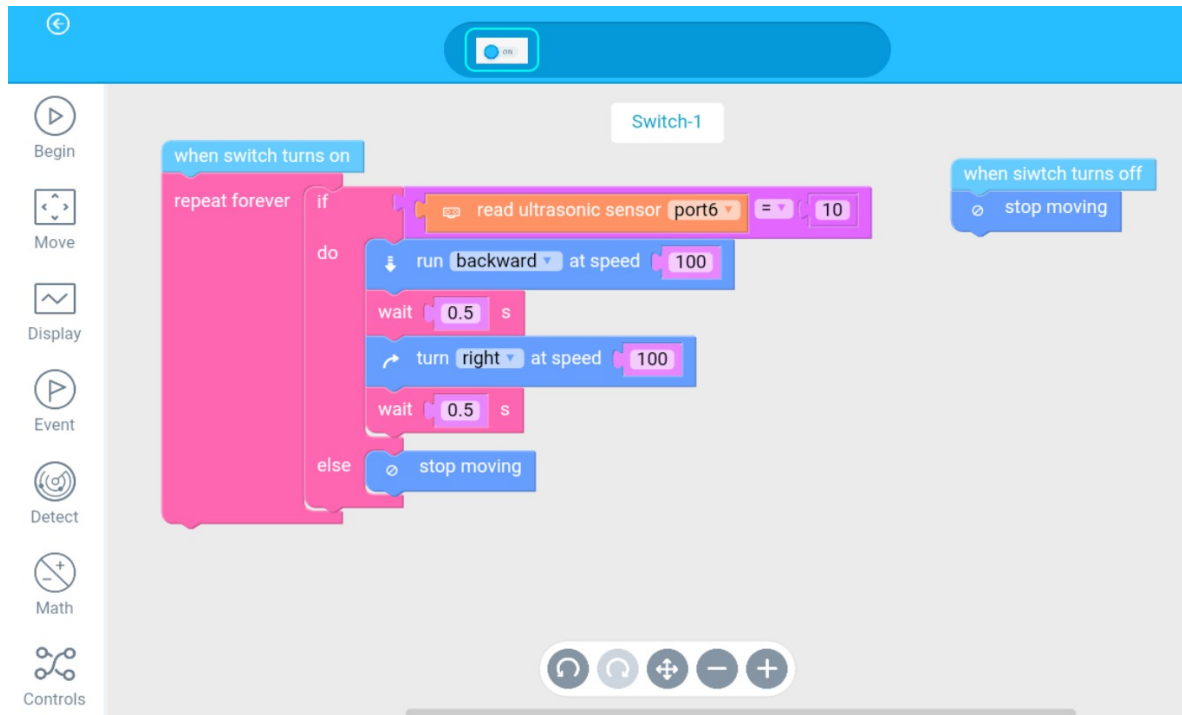 ON
Begin
Move
Display
Event
Detect
Math
Controls
Switch-1
when switch turns on
repeat forever if read ultrasonic sensor port6 = 10
do run backward at speed 100
wait 0.5 s
turn right at speed 100
wait 0.5 s
else stop moving
when siwtch turns off
stop moving